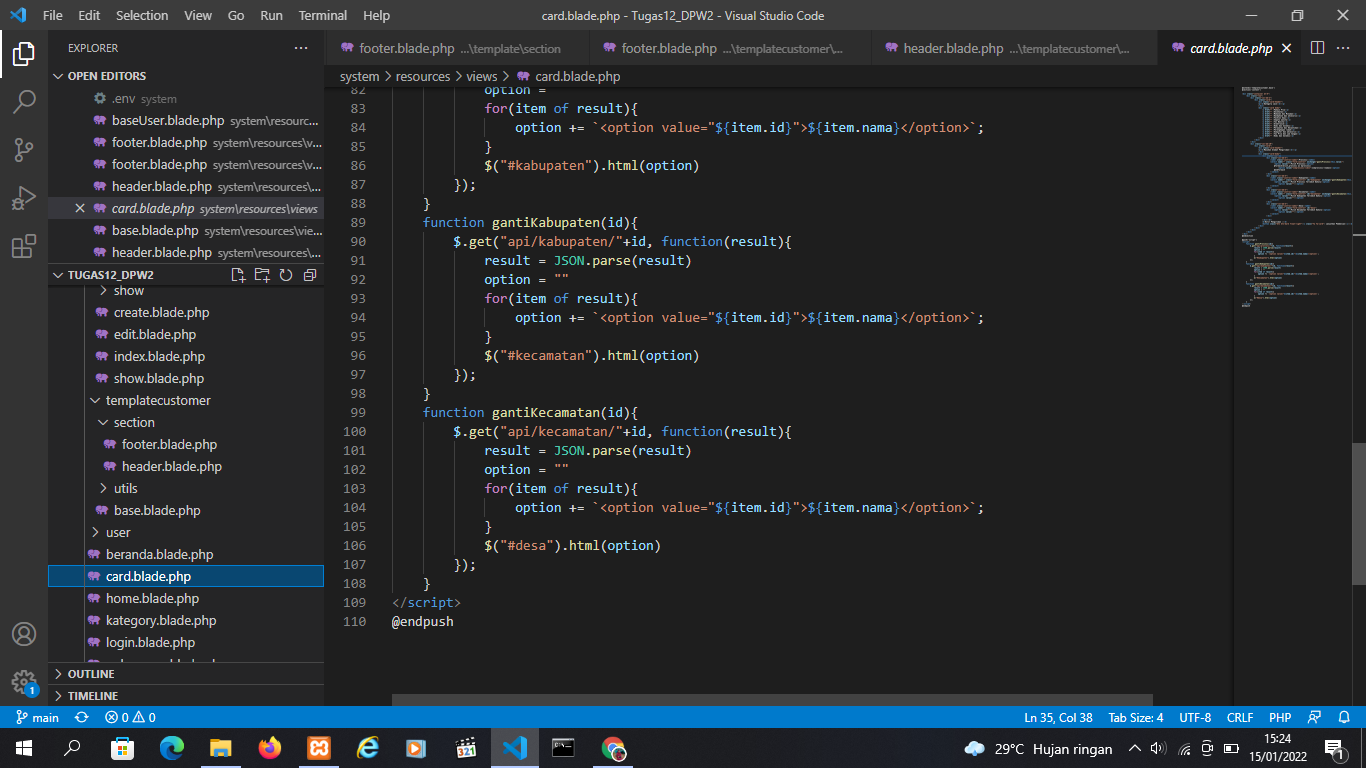 File Edit Selection View Go Run Terminal Help card.blade.php - Tugas12_DPW2 - Visual Studio Code
EXPLORER
OPEN EDITORS
.env system
baseUser.blade.php system\resourc...
footer.blade.php system\resources\v...
footer.blade.php system\resources\v...
header.blade.php system\resources\...
card.blade.php system\resources\views
base.blade.php system\resources\vie...
header.blade.php system\resources\...
TUGAS12_DPW2
show
create.blade.php
edit.blade.php
index.blade.php
show.blade.php
templatecustomer
section
footer.blade.php
header.blade.php
utils
base.blade.php
user
beranda.blade.php
card.blade.php
home.blade.php
kategory.blade.php
login.blade.php
OUTLINE
TIMELINE
footer.blade.php ...\template\section footer.blade.php ...\templatecustomer\... header.blade.php ...\templatecustomer\... card.blade.php
system > resources > views > card.blade.php
82 option =
83 for(item of result){
84 option += `<option value="${item.id}">${item.nama}</option>`;
85 }
86 $("#kabupaten").html(option)
87 });
88 }
89 function gantiKabupaten(id){
90 $.get("api/kabupaten/"+id, function(result){
91 result = JSON.parse(result)
92 option = ""
93 for(item of result){
94 option += `<option value="${item.id}">${item.nama}</option>`;
95 }
96 $("#kecamatan").html(option)
97 });
98 }
99 function gantiKecamatan(id){
100 $.get("api/kecamatan/"+id, function(result){
101 result = JSON.parse(result)
102 option = ""
103 for(item of result){
104 option += `<option value="${item.id}">${item.nama}</option>`;
105 }
106 $("#desa").html(option)
107 });
108 }
109 </script>
110 @endpush
main 0 0 Ln 35, Col 38 Tab Size: 4 UTF-8 CRLF PHP
1
321
29°C Hujan ringan
15:24
15/01/2022
1